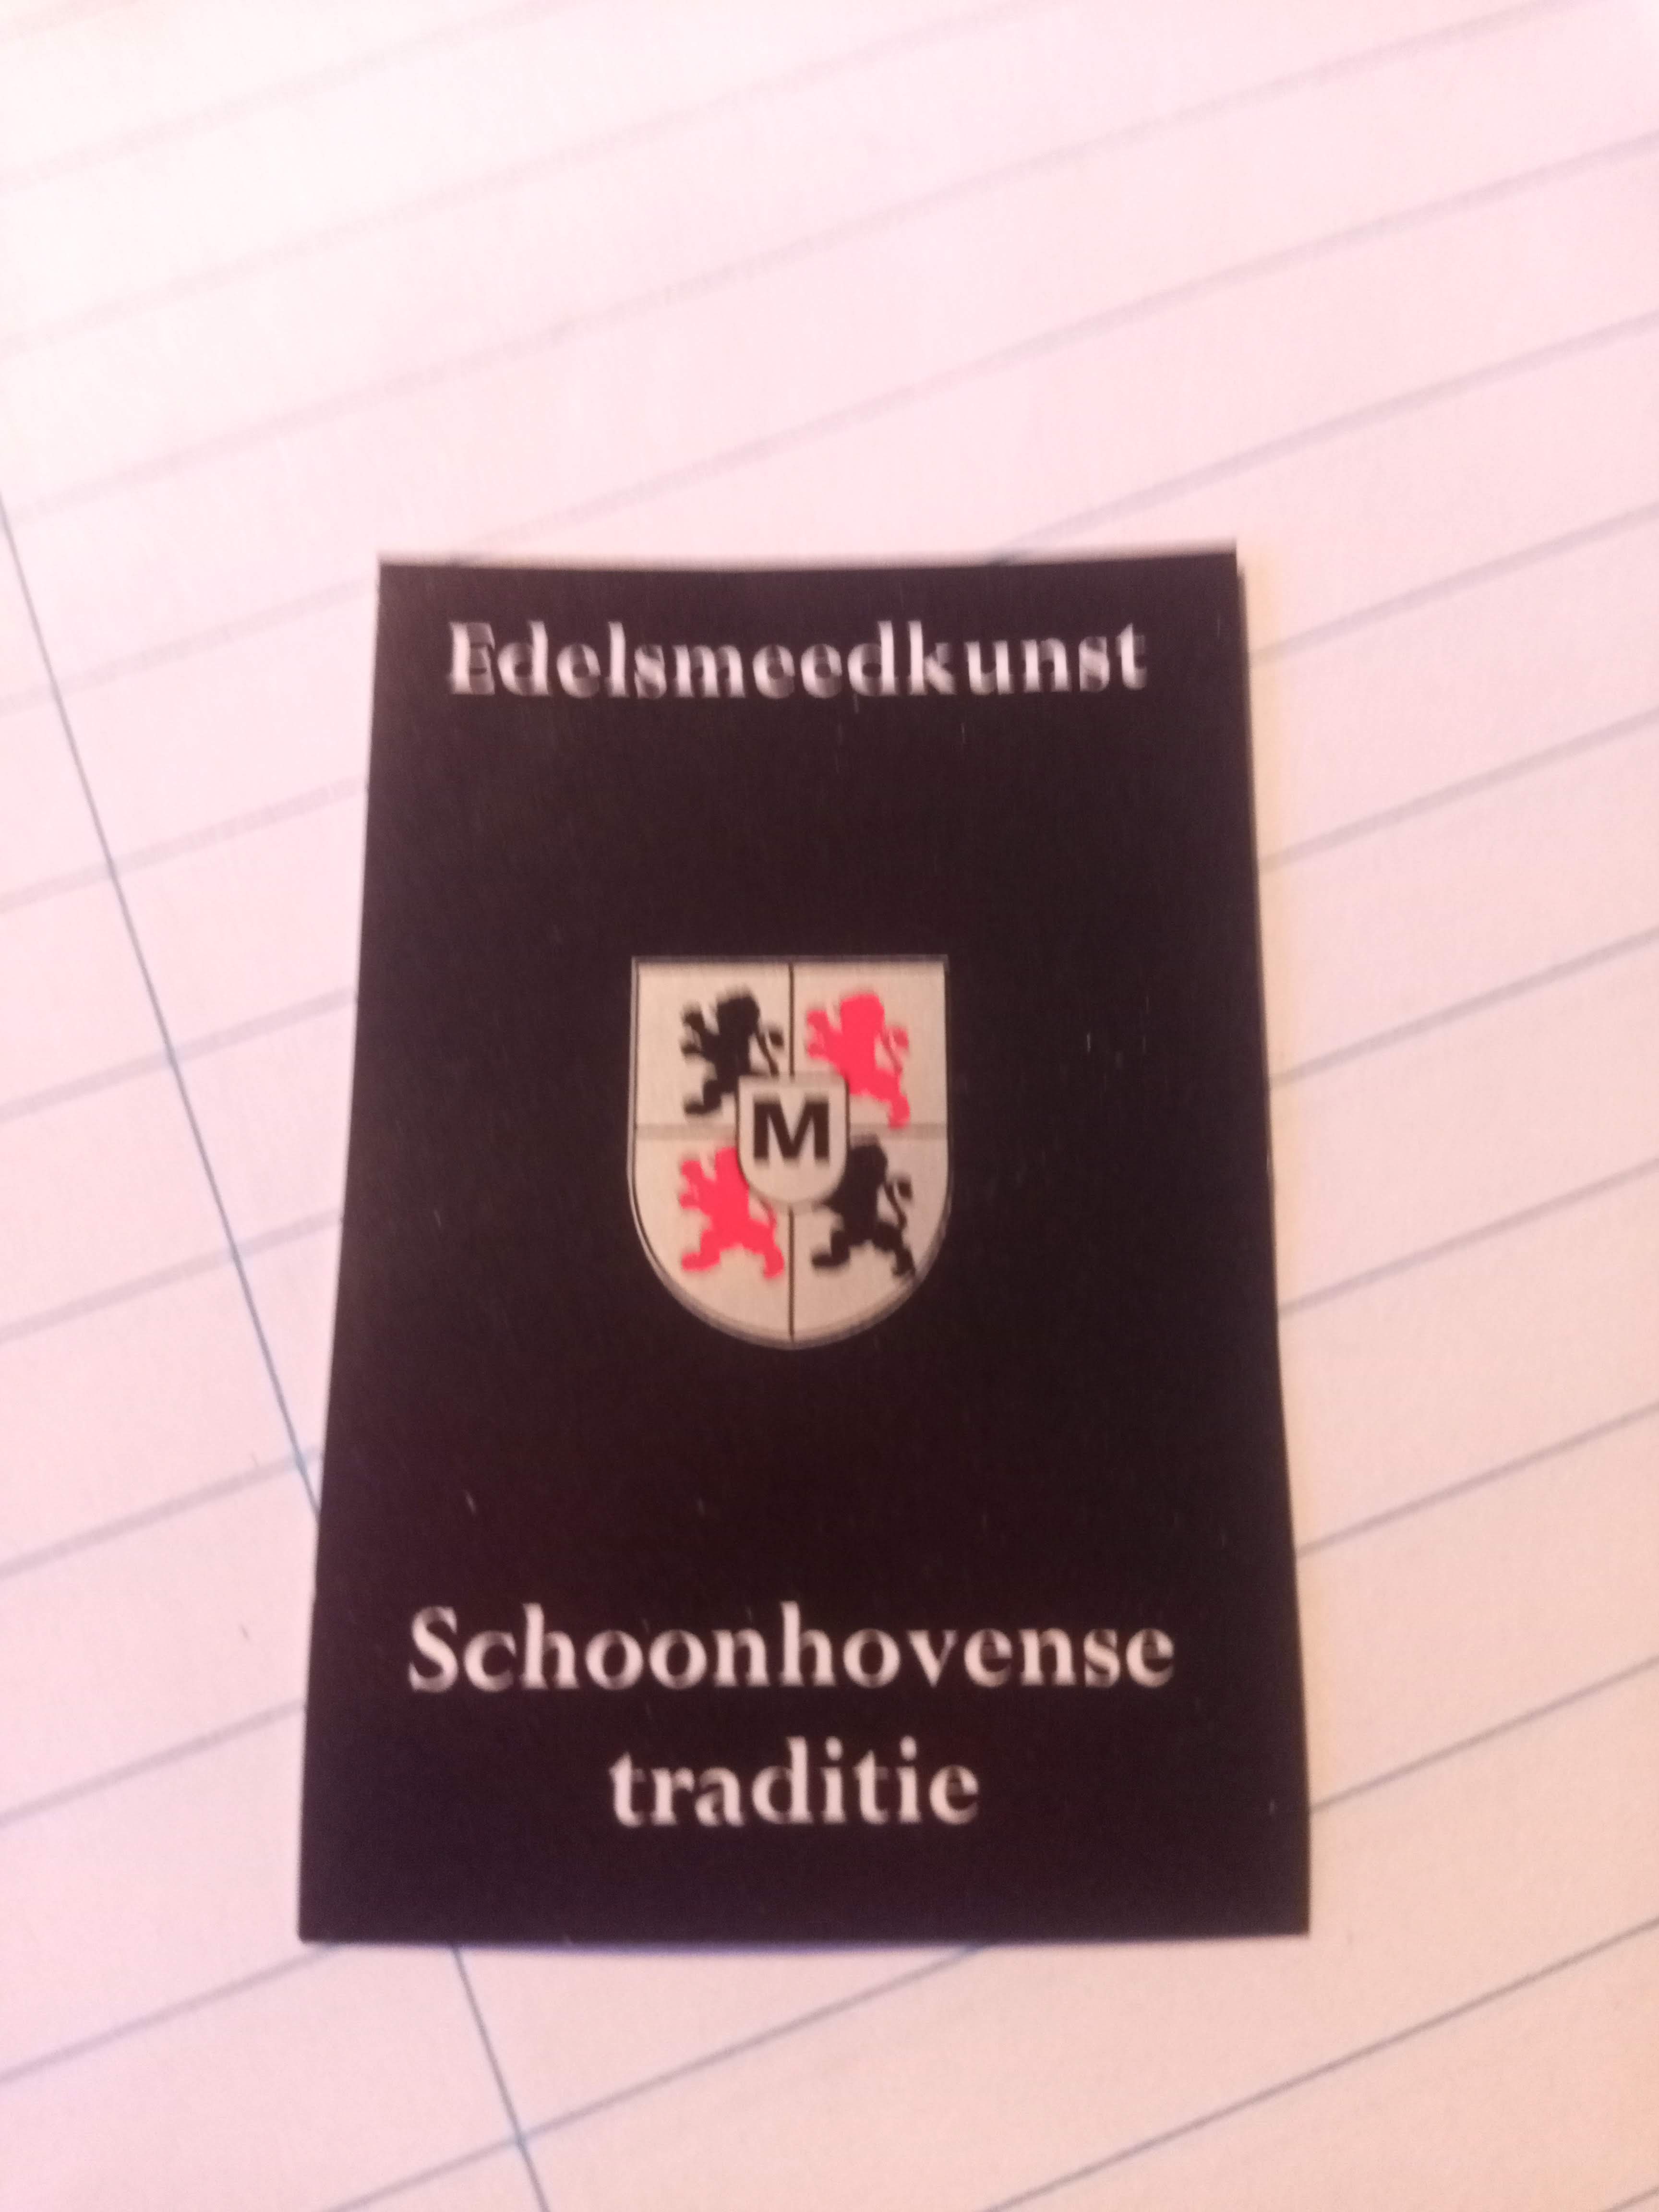 Edelsmeedkunst
M
Schoonhovense
traditie